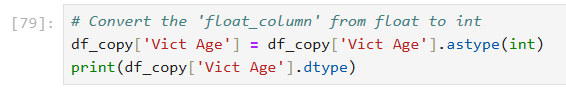 [79]: # Convert the 'float_column' from float to int
df_copy['Vict Age'] = df_copy['Vict Age'].astype(int)
print(df_copy['Vict Age'].dtype)